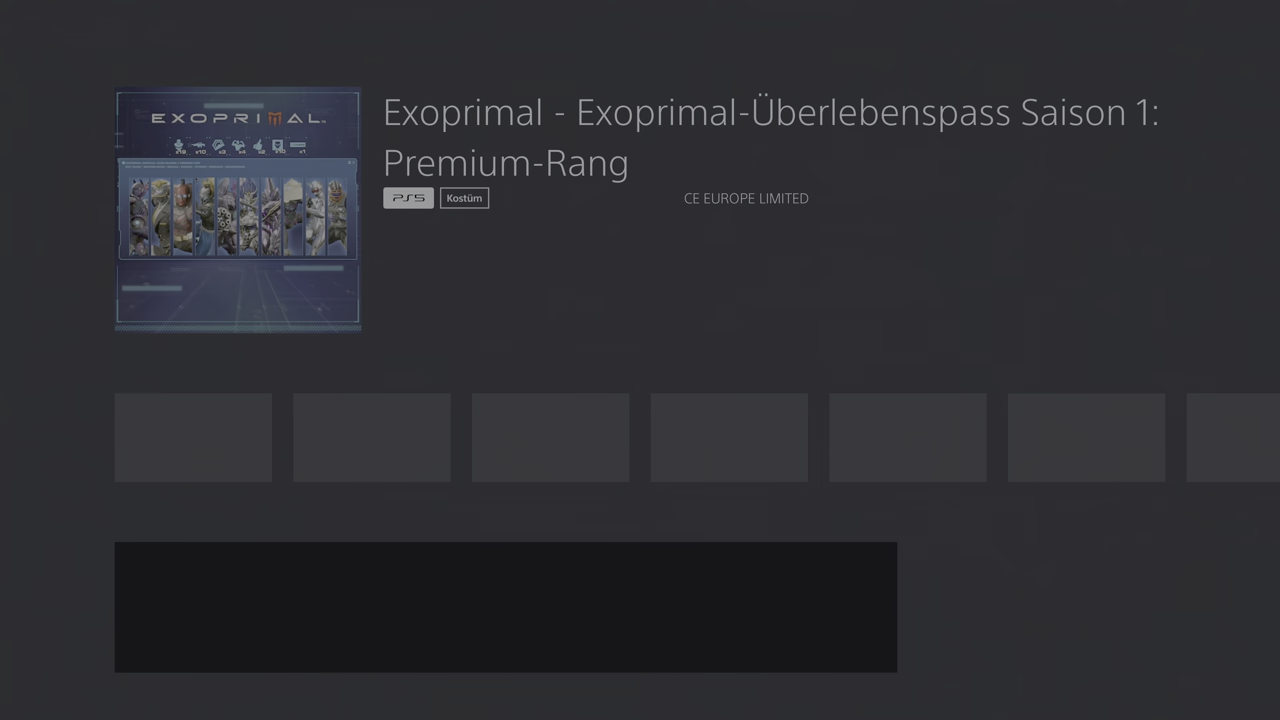 Exoprimal - Exoprimal-Überlebenspass Saison 1:
Premium-Rang
PS5 Kostüm CE EUROPE LIMITED
EXOPRIMAL